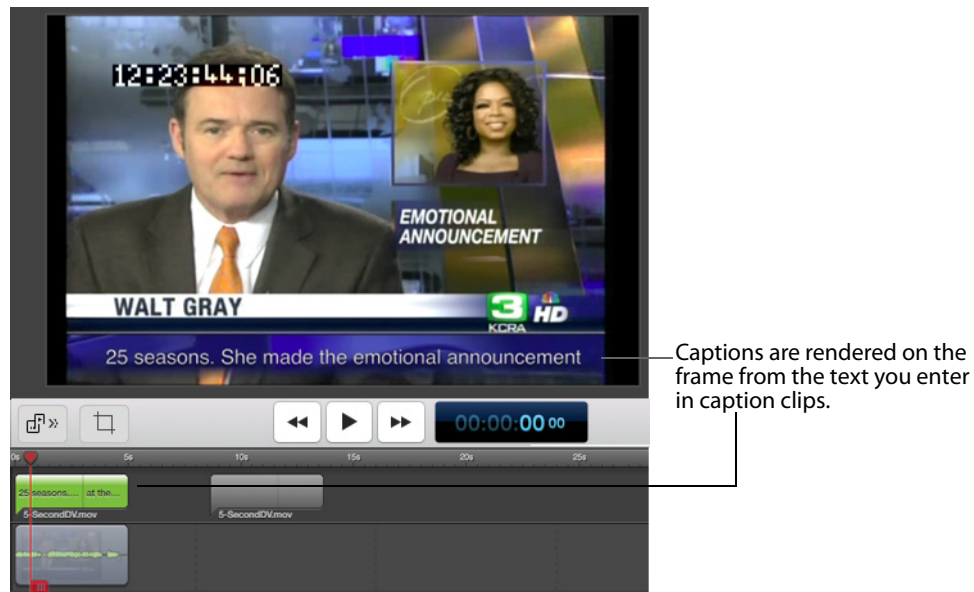 12:23:44;06
EMOTIONAL
ANNOUNCEMENT
WALT GRAY
3 HD
KCRA
25 seasons. She made the emotional announcement
Captions are rendered on the
frame from the text you enter
in caption clips.
00:00:00 00
0s 5s 10s 15s 20s 25s
25 seasons.... at the...
5-SecondDV.mov 5-SecondDV.mov